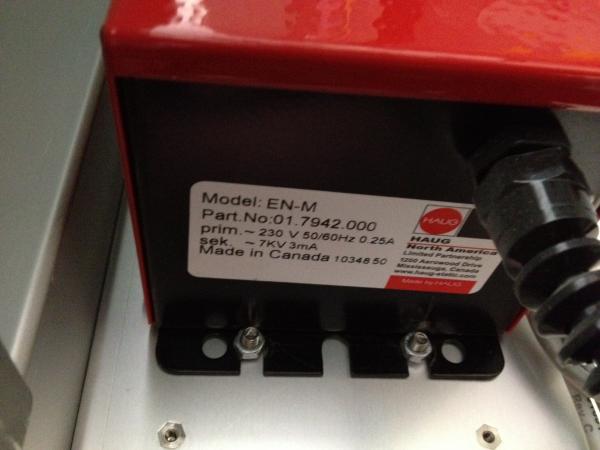 Model: EN-M
Part.No:01.7942.000
prim.~ 230 V 50/60Hz 0.25A
sek. ~ 7KV 3mA
Made in Canada 10348 50
HAUG
HAUG
North America
Limited Partnership
1200 Aerowood Drive
Mississauga, Canada
www.haug-static.com
Made by HAUG
Rev. C